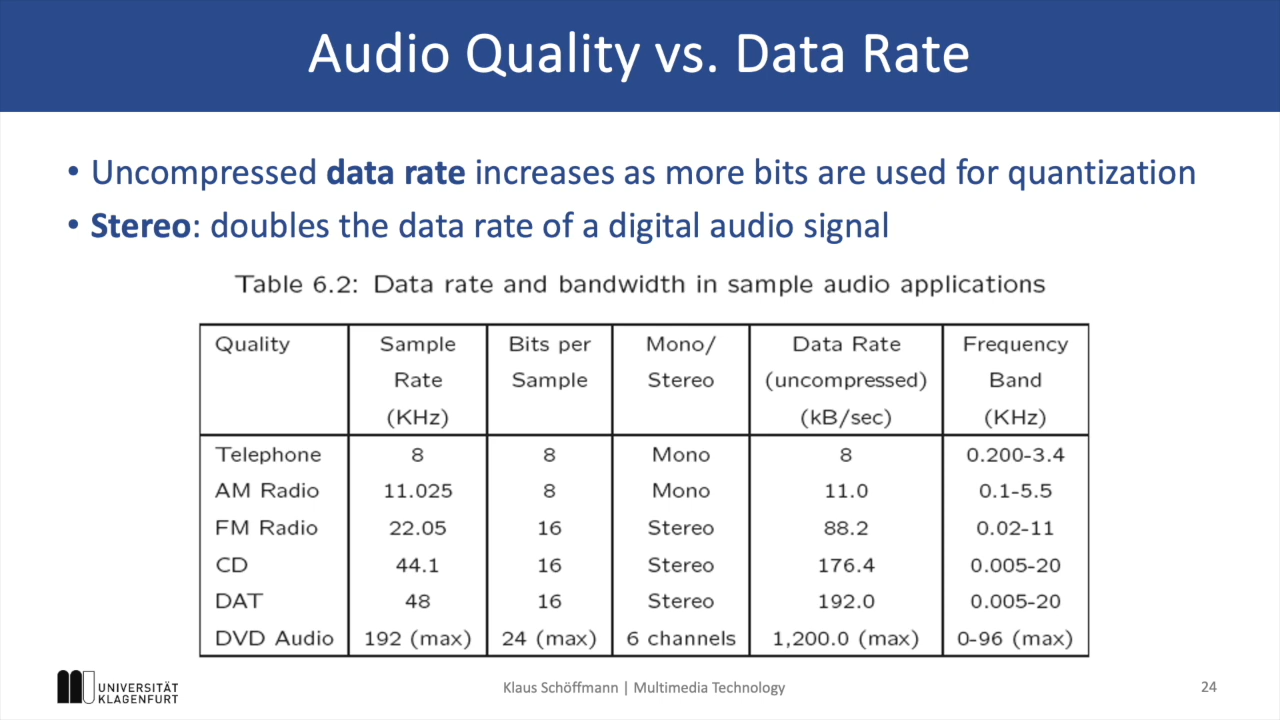 Audio Quality vs. Data Rate
• Uncompressed data rate increases as more bits are used for quantization
• Stereo: doubles the data rate of a digital audio signal
Table 6.2: Data rate and bandwidth in sample audio applications
Quality Sample Bits per Mono/ Data Rate Frequency
Rate Sample Stereo (uncompressed) Band
(KHz) (kB/sec) (KHz)
Telephone 8 8 Mono 8 0.200-3.4
AM Radio 11.025 8 Mono 11.0 0.1-5.5
FM Radio 22.05 16 Stereo 88.2 0.02-11
CD 44.1 16 Stereo 176.4 0.005-20
DAT 48 16 Stereo 192.0 0.005-20
DVD Audio 192 (max) 24 (max) 6 channels 1,200.0 (max) 0-96 (max)
UNIVERSITÄT
KLAGENFURT
Klaus Schöffmann | Multimedia Technology
24